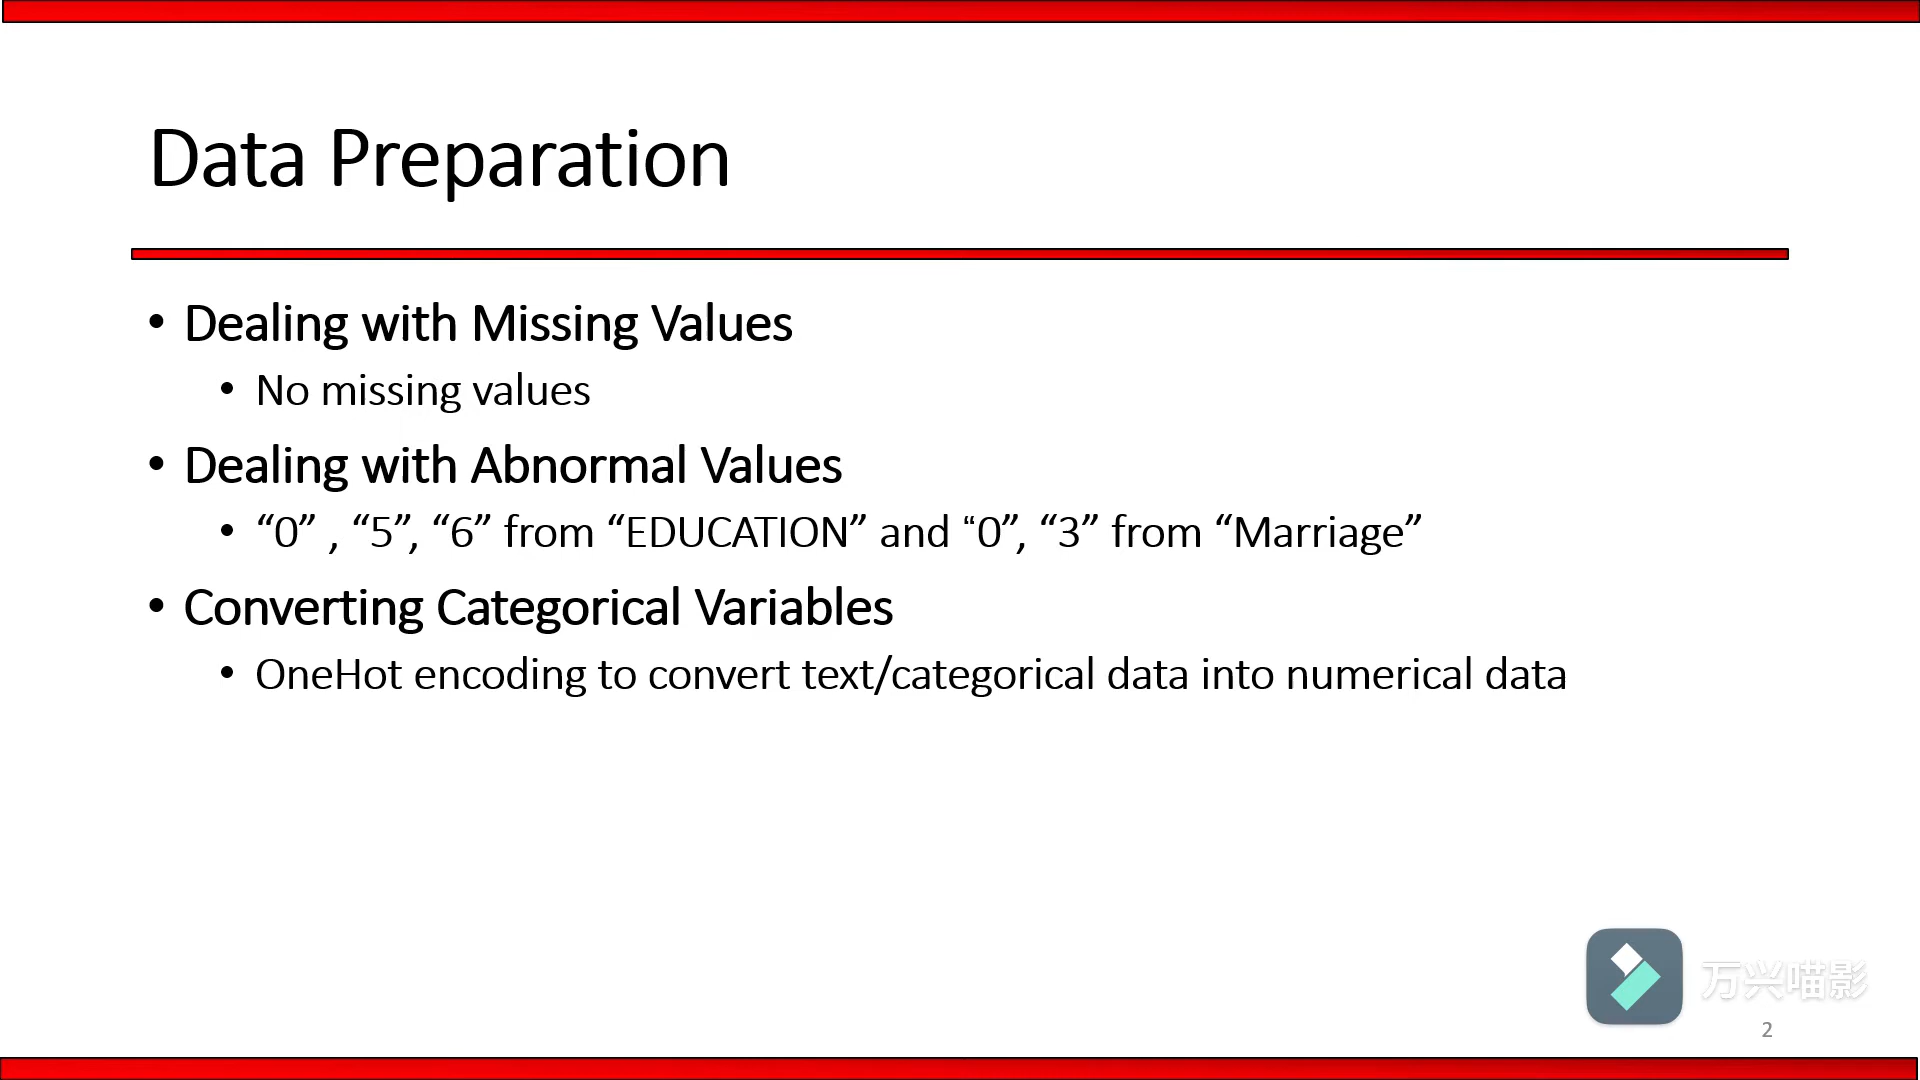 Data Preparation
• Dealing with Missing Values
• No missing values
• Dealing with Abnormal Values
• “0” , “5”, “6” from “EDUCATION” and “0”, “3” from “Marriage”
• Converting Categorical Variables
• OneHot encoding to convert text/categorical data into numerical data
万兴喵影
2